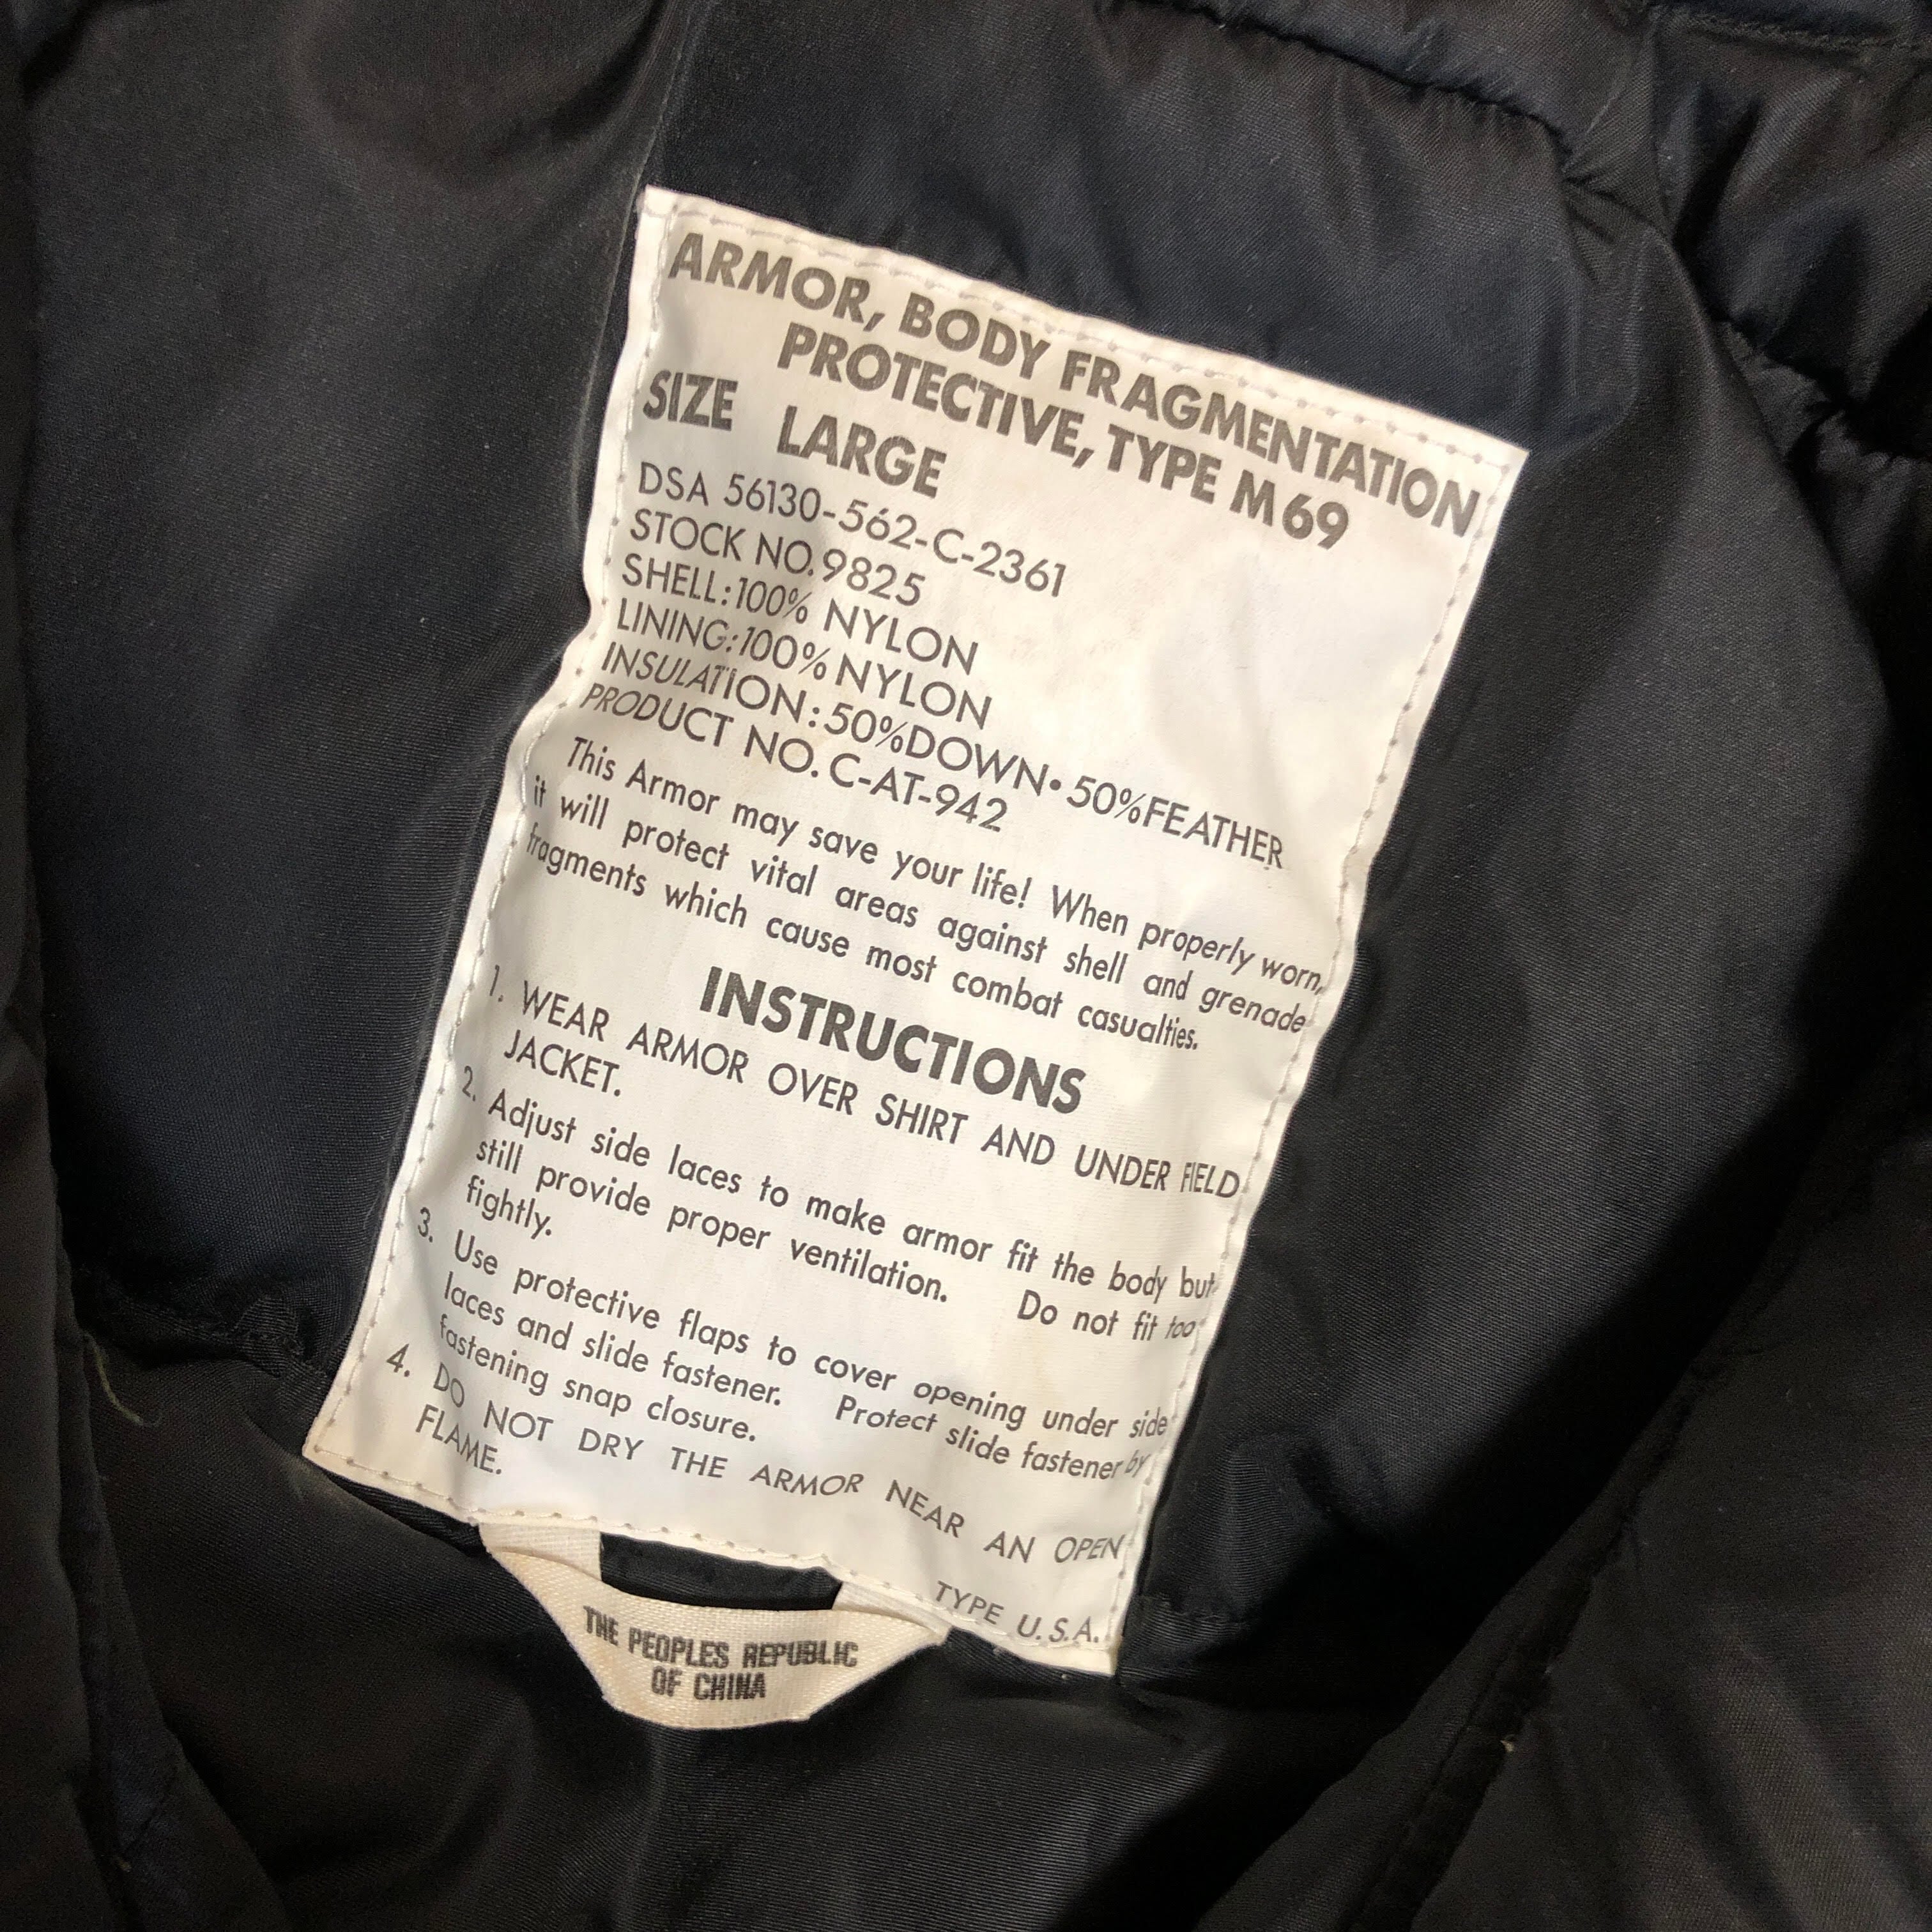 ARMOR, BODY FRAGMENTATION
PROTECTIVE, TYPE M69
SIZE LARGE
DSA 56130-562-C-2361
STOCK NO. 9825
SHELL:100% NYLON
LINING:100% NYLON
INSULATION: 50%DOWN•50%FEATHER
PRODUCT NO. C-AT-942
This Armor may save your life! When properly worn,
it will protect vital areas against shell and grenade
fragments which cause most combat casualties.
INSTRUCTIONS
1. WEAR ARMOR OVER SHIRT AND UNDER FIELD
JACKET.
2. Adjust side laces to make armor fit the body but
still provide proper ventilation. Do not fit too
fightly.
3. Use protective flaps to cover opening under side
laces and slide fastener. Protect slide fastener by
fastening snap closure.
4. DO NOT DRY THE ARMOR NEAR AN OPEN
FLAME.
TYPE U.S.A.
THE PEOPLES REPUBLIC
OF CHINA